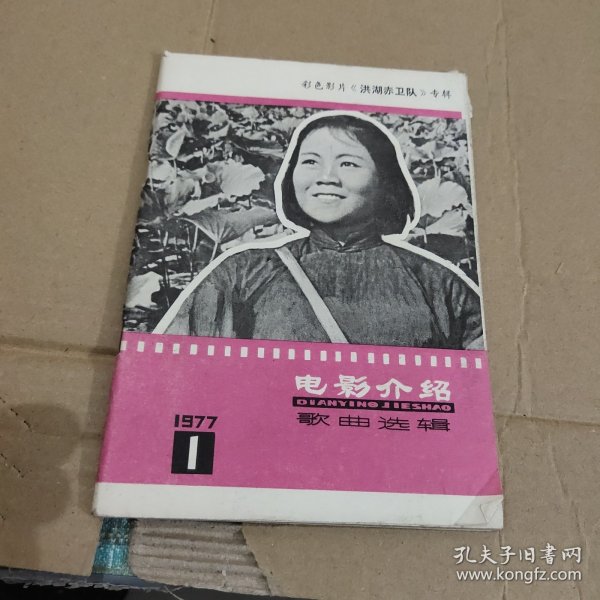 彩色影片《洪湖赤卫队》专辑
电影介绍
DIANYINGJIESHAO
歌曲选辑
1977
1
孔夫子旧书网
www.kongfz.com